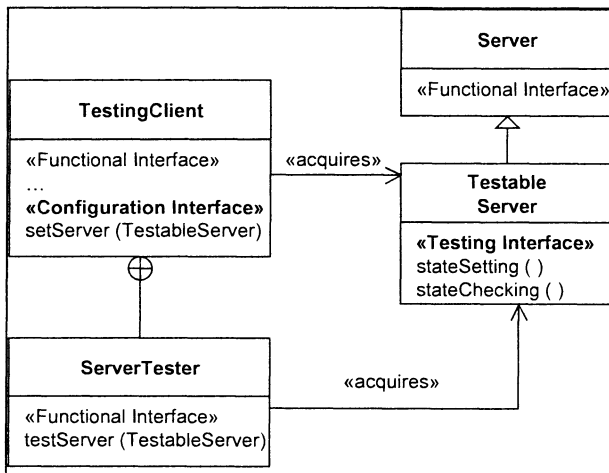 Server
«Functional Interface»
TestingClient
«Functional Interface»
...
«Configuration Interface»
setServer (TestableServer)
«acquires»
Testable
Server
«Testing Interface»
stateSetting ( )
stateChecking ( )
ServerTester
«Functional Interface»
testServer (TestableServer)
«acquires»